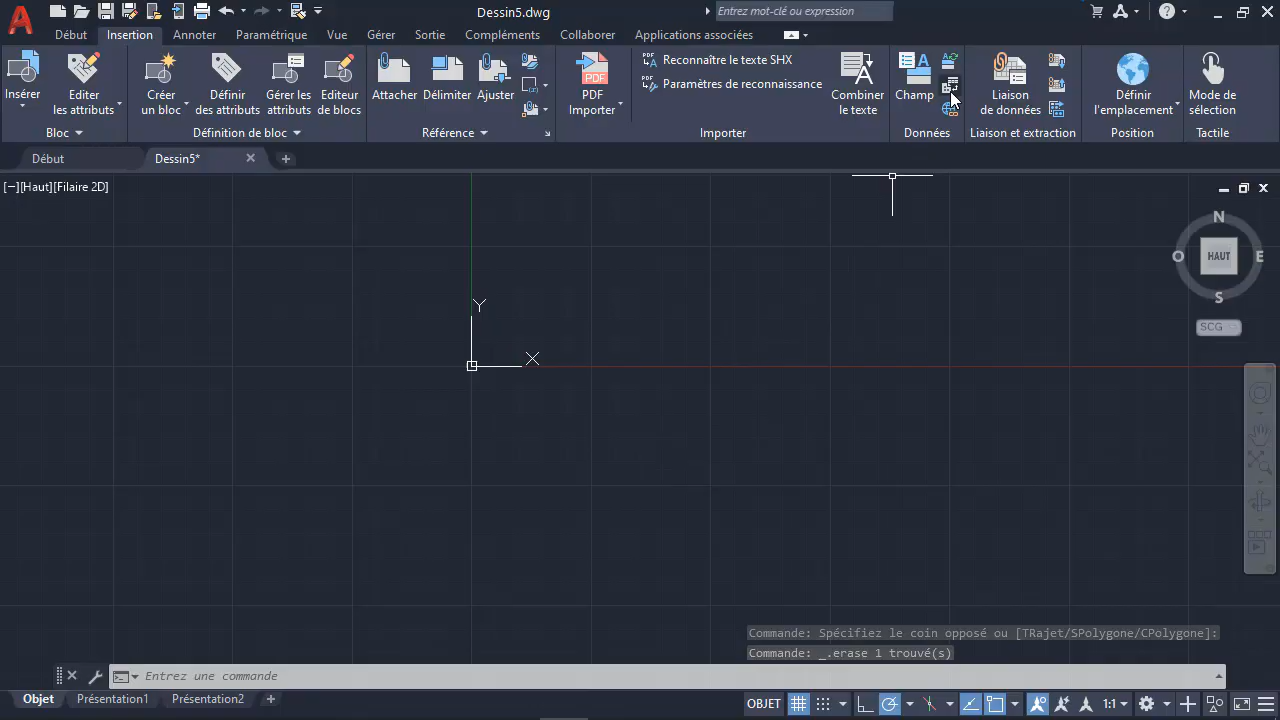 Dessin5.dwg
Entrez mot-clé ou expression
Début Insertion Annoter Paramétrique Vue Gérer Sortie Compléments Collaborer Applications associées
Insérer
Editer les attributs
Bloc
Créer un bloc
Définir des attributs
Gérer les attributs
Editeur de blocs
Définition de bloc
Attacher
Délimiter
Ajuster
Référence
PDF
PDF Importer
Reconnaître le texte SHX
Paramètres de reconnaissance
Combiner le texte
Importer
Champ
Données
Liaison de données
Liaison et extraction
Définir l'emplacement
Position
Mode de sélection
Tactile
Début
Dessin5*
[−][Haut][Filaire 2D]
N
O
HAUT
E
S
SCG
Y
X
Commande: Spécifiez le coin opposé ou [TRajet/SPolygone/CPolygone]:
Commande: _.erase 1 trouvé(s)
Entrez une commande
Objet Présentation1 Présentation2
OBJET
1:1